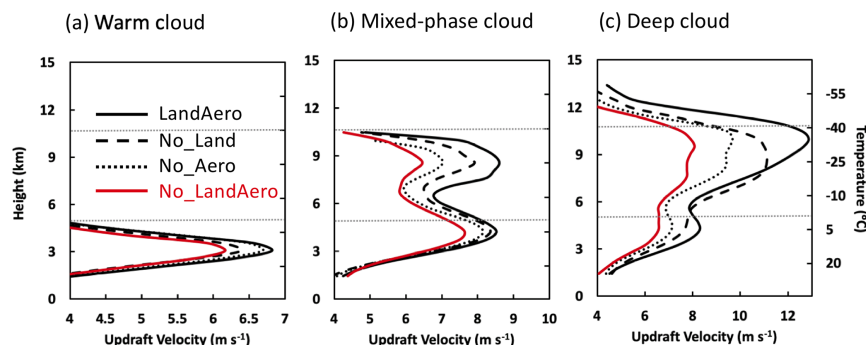 (a) Warm cloud
(b) Mixed-phase cloud
(c) Deep cloud
Height (km)
15
12
9
6
3
0
LandAero
No_Land
No_Aero
No_LandAero
4 4.5 5 5.5 6 6.5 7
Updraft Velocity (m s⁻¹)
15
12
9
6
3
0
4 5 6 7 8 9 10
Updraft Velocity (m s⁻¹)
15
12
9
6
3
0
4 6 8 10 12
Updraft Velocity (m s⁻¹)
-55
-40
-25
-10
5
20
Temperature (°C)